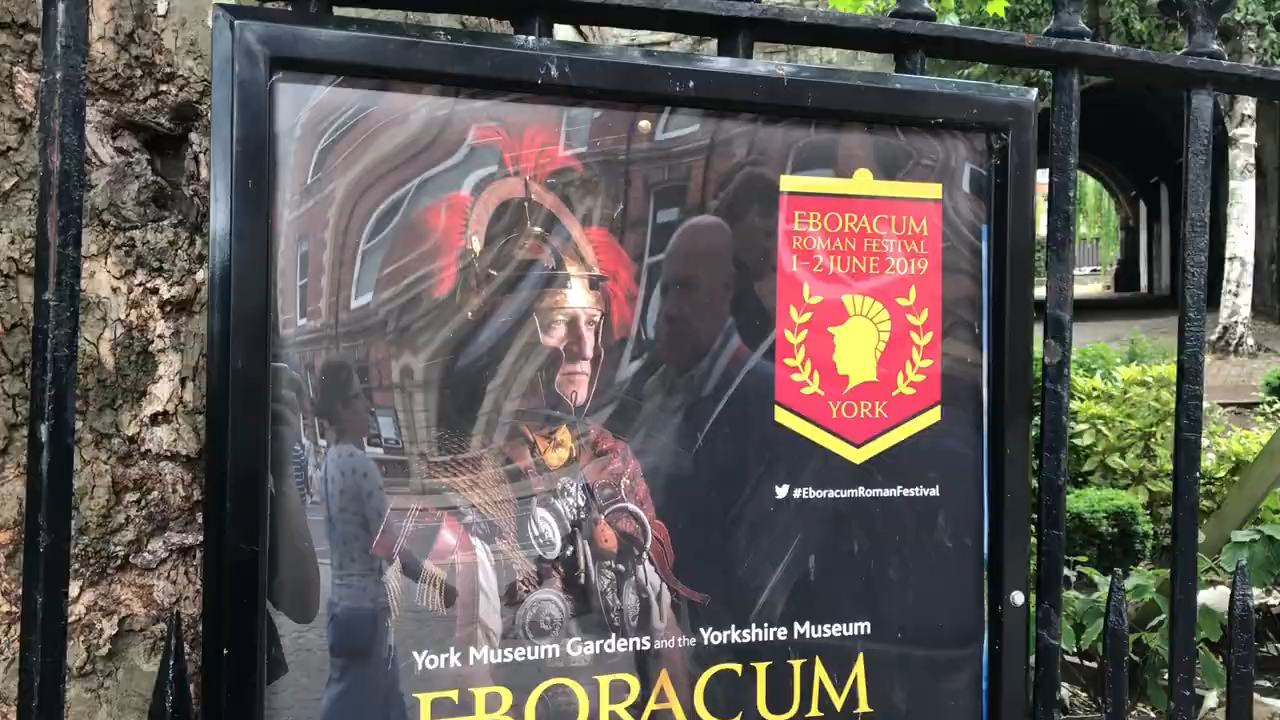 EBORACUM
ROMAN FESTIVAL
1-2 JUNE 2019
YORK
#EboracumRomanFestival
York Museum Gardens and the Yorkshire Museum
EBORACUM